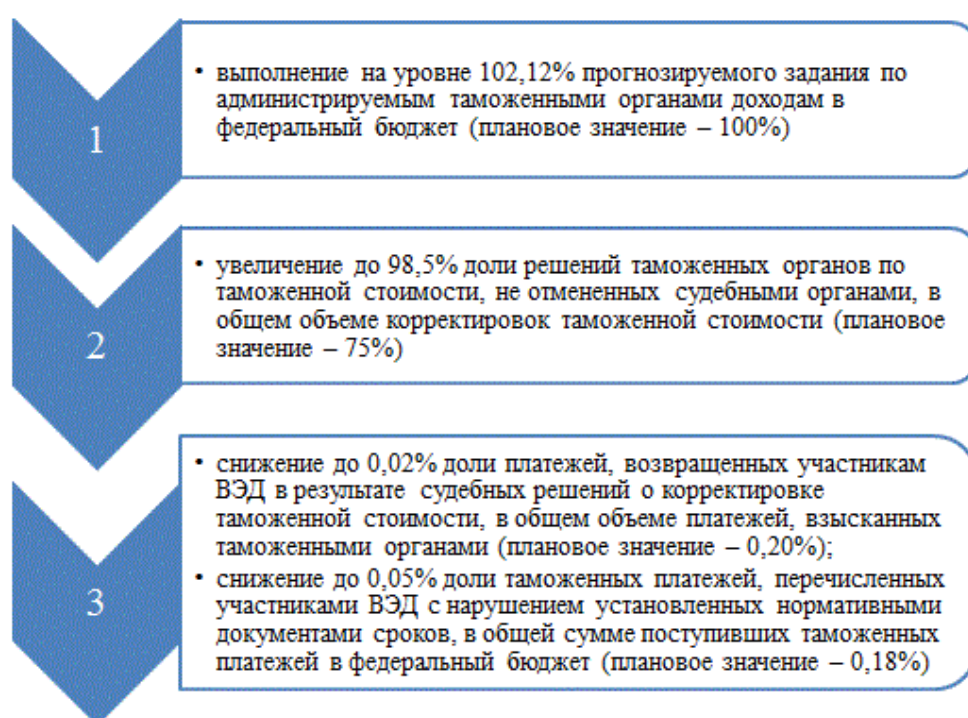 1
• выполнение на уровне 102,12% прогнозируемого задания по
администрируемым таможенными органами доходам в
федеральный бюджет (плановое значение – 100%)
2
• увеличение до 98,5% доли решений таможенных органов по
таможенной стоимости, не отмененных судебными органами, в
общем объеме корректировок таможенной стоимости (плановое
значение – 75%)
3
• снижение до 0,02% доли платежей, возвращенных участникам
ВЭД в результате судебных решений о корректировке
таможенной стоимости, в общем объеме платежей, взысканных
таможенными органами (плановое значение – 0,20%);
• снижение до 0,05% доли таможенных платежей, перечисленных
участниками ВЭД с нарушением установленных нормативными
документами сроков, в общей сумме поступивших таможенных
платежей в федеральный бюджет (плановое значение – 0,18%)